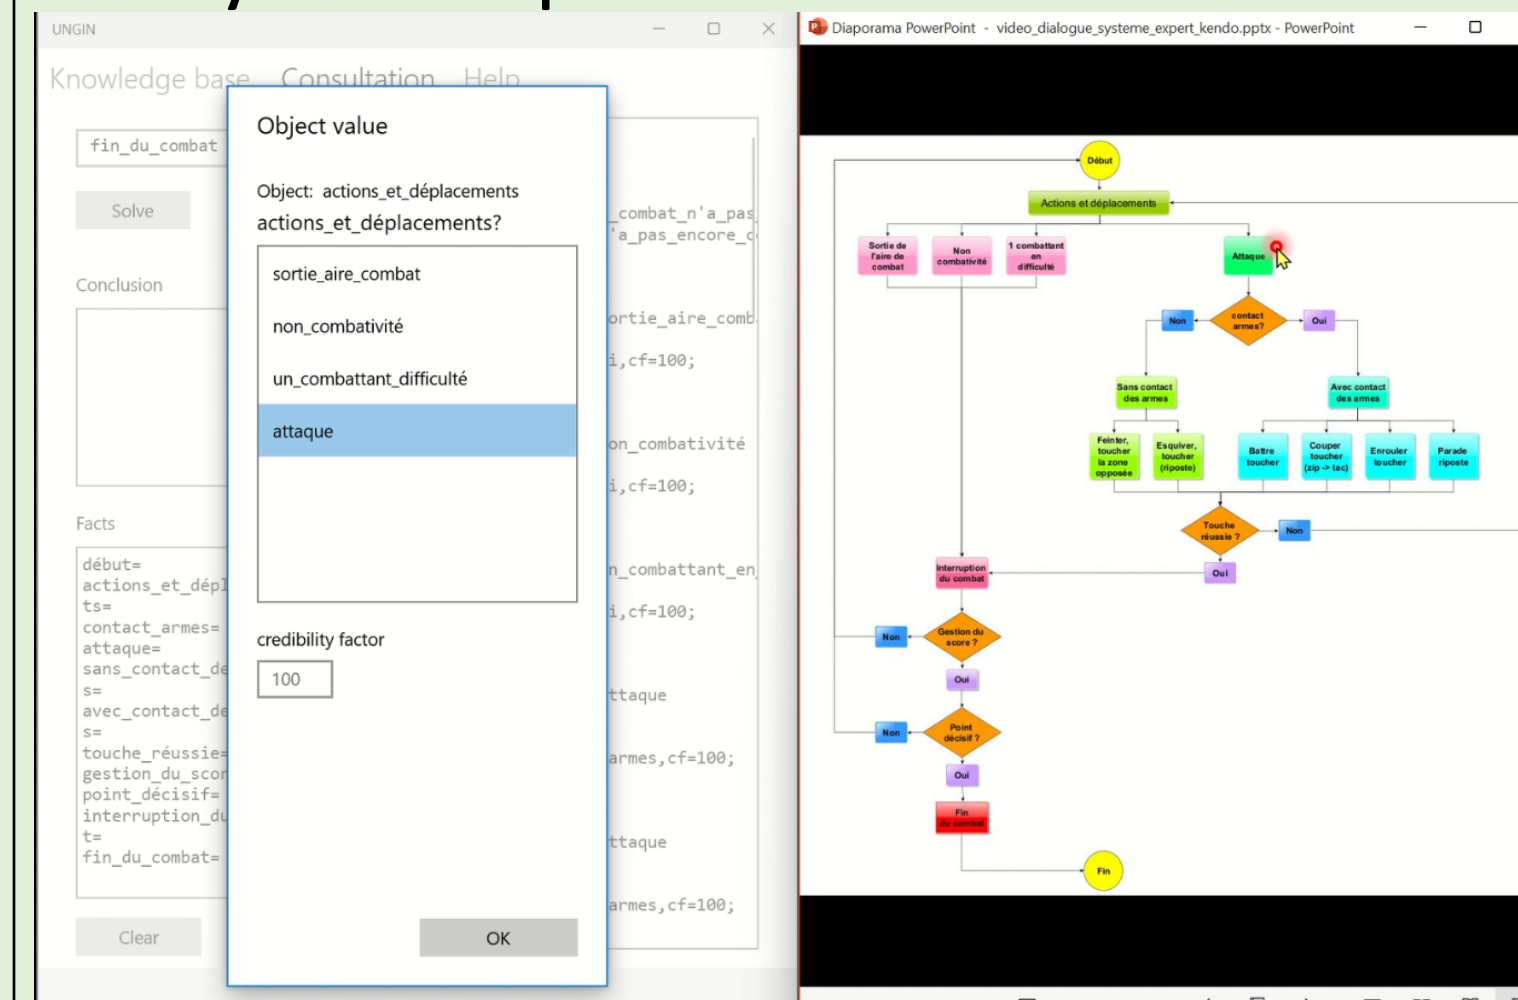 UNGIN
Knowledge base Consultation Help
fin_du_combat
Solve
Conclusion
Facts
début=
actions_et_dépl
ts=
contact_armes=
attaque=
sans_contact_de
s=
avec_contact_de
s=
touche_réussie=
gestion_du_scor
point_décisif=
interruption_du
t=
fin_du_combat=
Clear
Object value
Object: actions_et_déplacements
actions_et_déplacements?
sortie_aire_combat
non_combativité
un_combattant_difficulté
attaque
credibility factor
100
OK
_combat_n'a_pas_
'a_pas_encore_c
ortie_aire_comb
i,cf=100;
on_combativité
i,cf=100;
n_combattant_en_
i,cf=100;
ttaque
armes,cf=100;
ttaque
armes,cf=100;
Diaporama PowerPoint - video_dialogue_systeme_expert_kendo.pptx - PowerPoint
Début
Actions et déplacements
Sortie de
l'aire de
combat
Non
combativité
1 combattant
en
difficulté
Attaque
Non
contact
armes?
Oui
Sans contact
des armes
Avec contact
des armes
Feinter,
toucher
la zone
opposée
Esquiver,
toucher
(riposte)
Battre
toucher
Couper
toucher
(zip -> tac)
Enrouler
toucher
Parade
riposte
Touche
réussie ?
Non
Oui
Interruption
du combat
Non
Gestion du
score ?
Oui
Non
Point
décisif ?
Oui
Fin
du combat
Fin